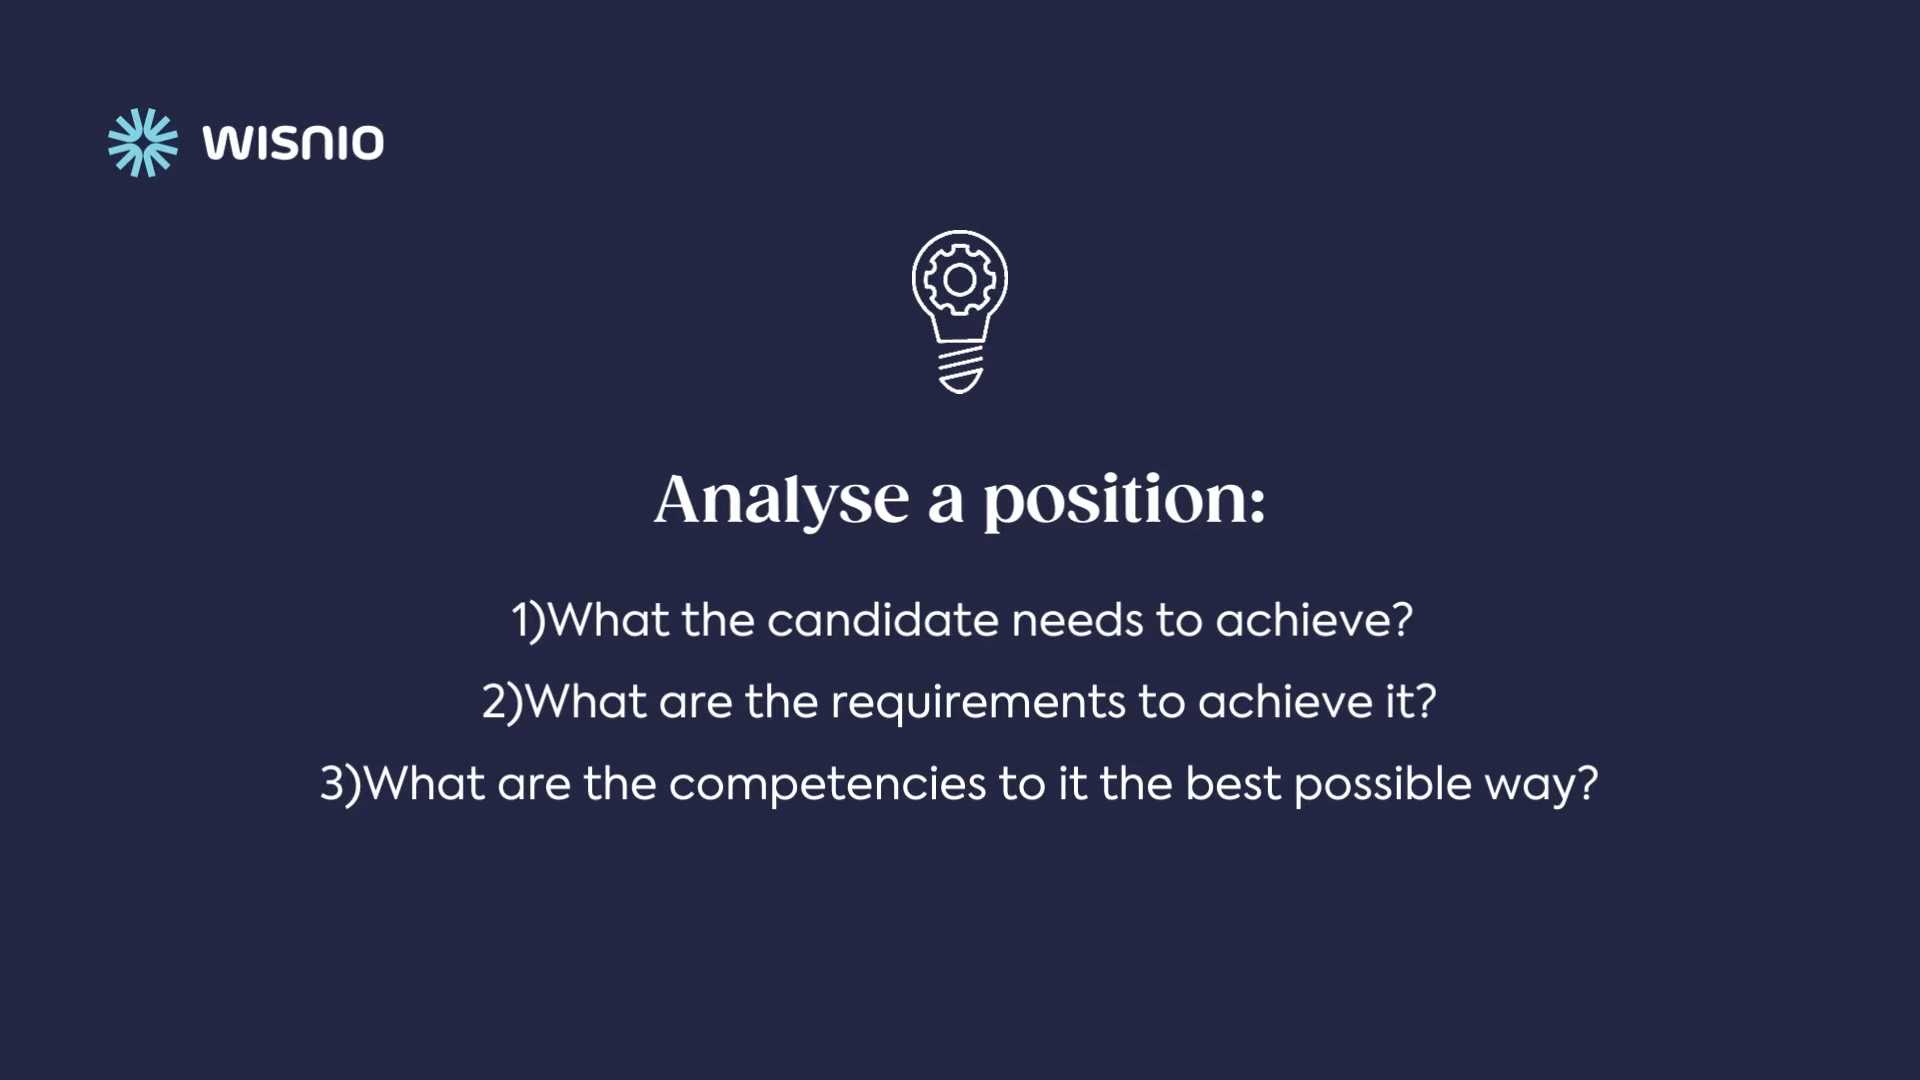 WISNIO
Analyse a position:
1)What the candidate needs to achieve?
2)What are the requirements to achieve it?
3)What are the competencies to it the best possible way?